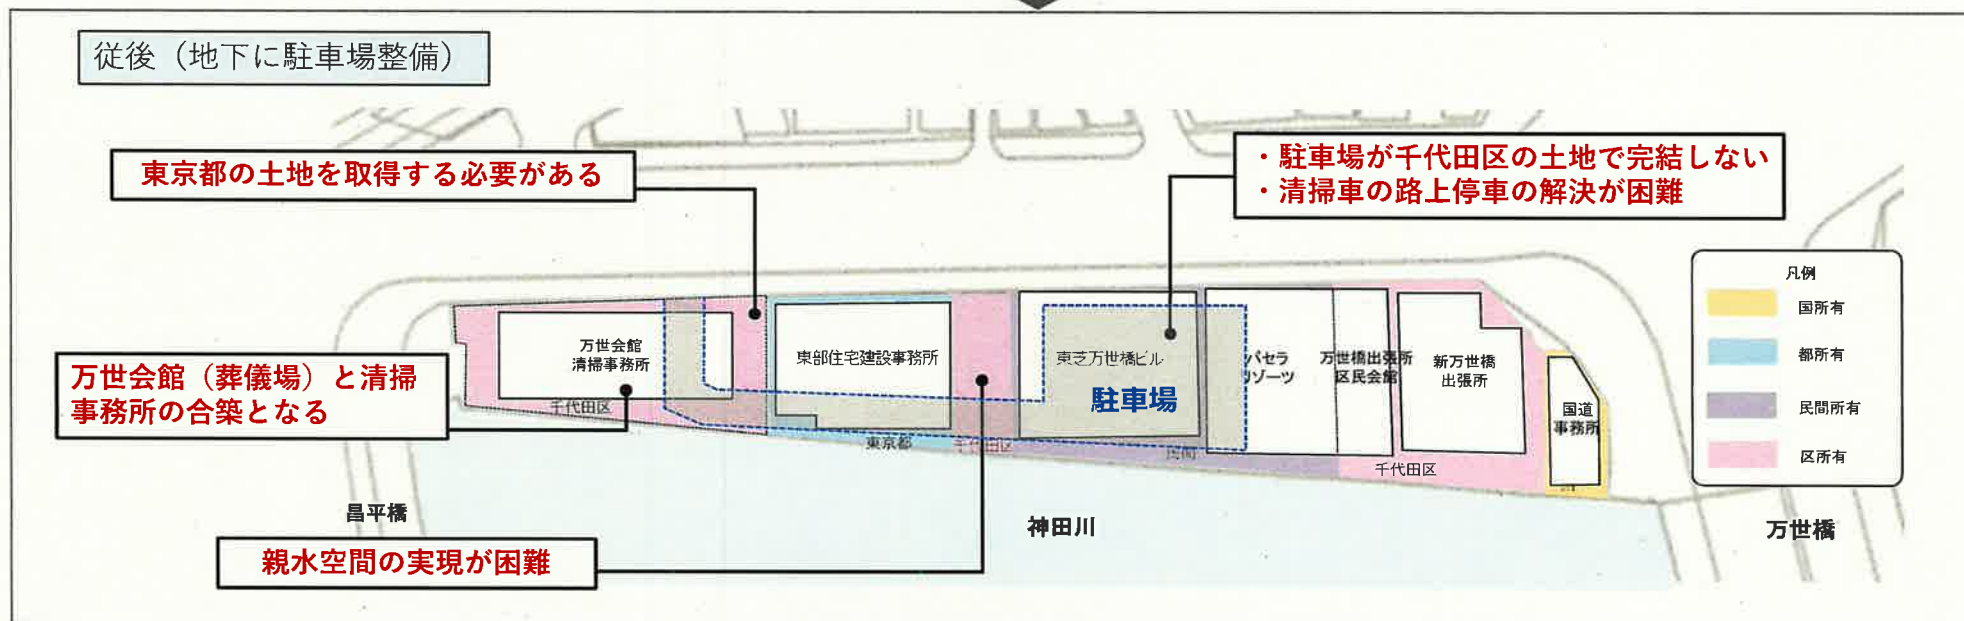 従後（地下に駐車場整備）
東京都の土地を取得する必要がある
・駐車場が千代田区の土地で完結しない
・清掃車の路上停車の解決が困難
凡例
国所有
都所有
民間所有
区所有
万世会館
清掃事務所
東部住宅建設事務所
東芝万世橋ビル
駐車場
パセラ
リゾーツ
万世橋出張所
区民会館
新万世橋
出張所
国道
事務所
万世会館（葬儀場）と清掃
事務所の合築となる
千代田区
東京都
千代田区
民間
千代田区
昌平橋
神田川
万世橋
親水空間の実現が困難